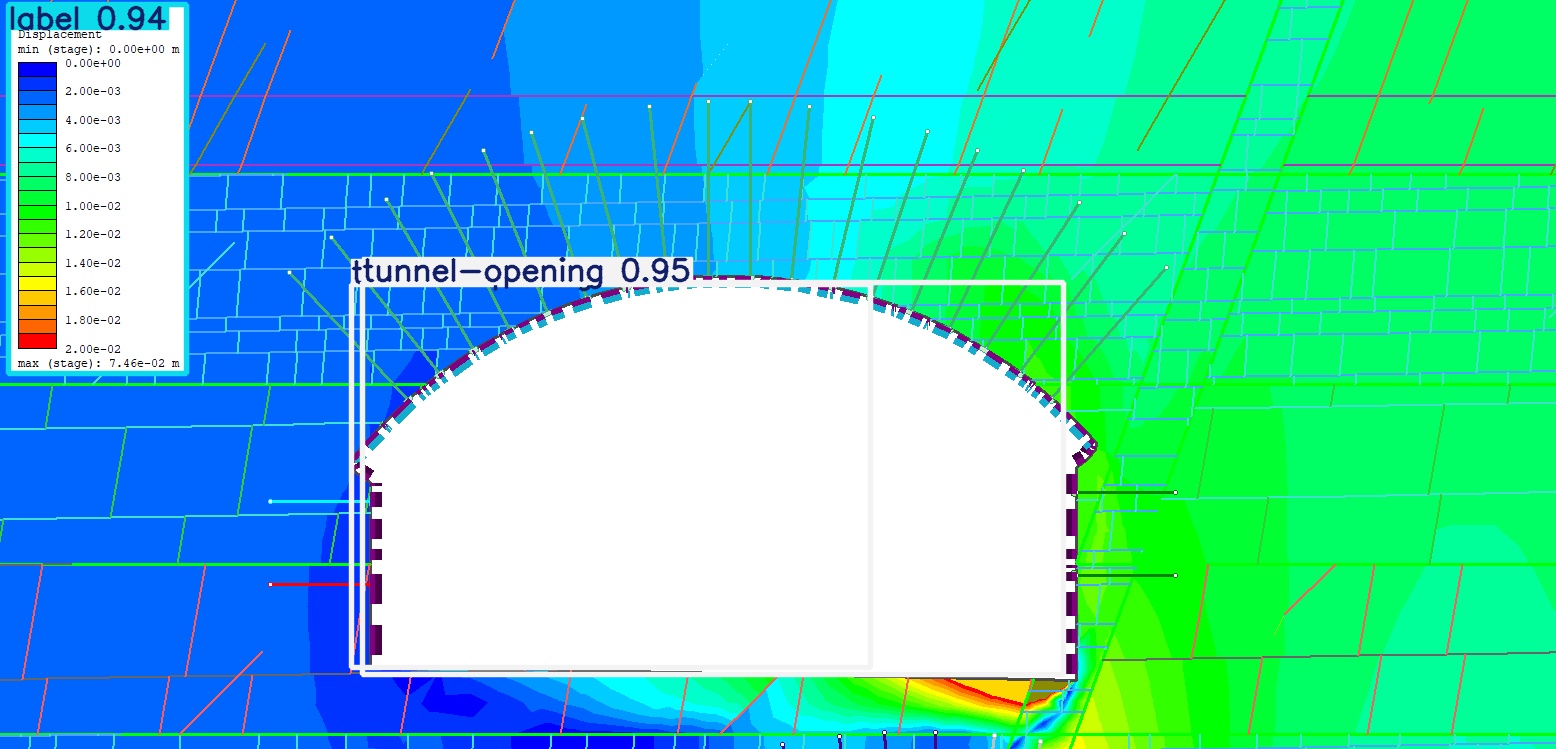 label 0.94
Displacement
min (stage): 0.00e+00 m
0.00e+00
2.00e-03
4.00e-03
6.00e-03
8.00e-03
1.00e-02
1.20e-02
1.40e-02
1.60e-02
1.80e-02
2.00e-02
max (stage): 7.46e-02 m
ttunnel-opening 0.95